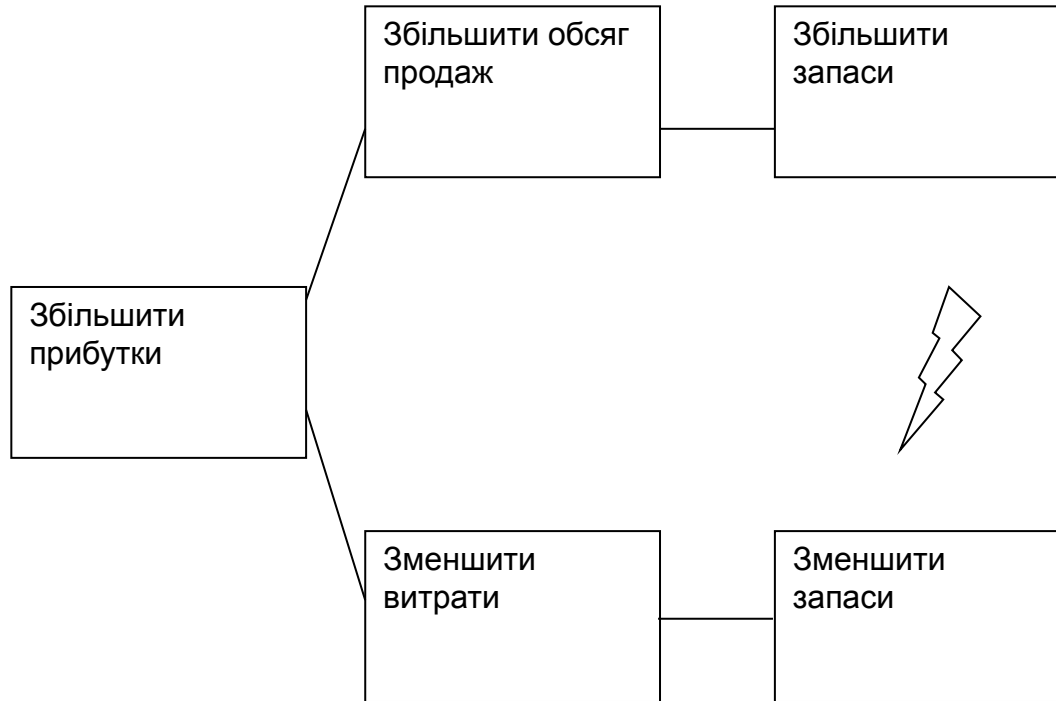 Збільшити обсяг
продаж
Збільшити
запаси
Збільшити
прибутки
Зменшити
витрати
Зменшити
запаси